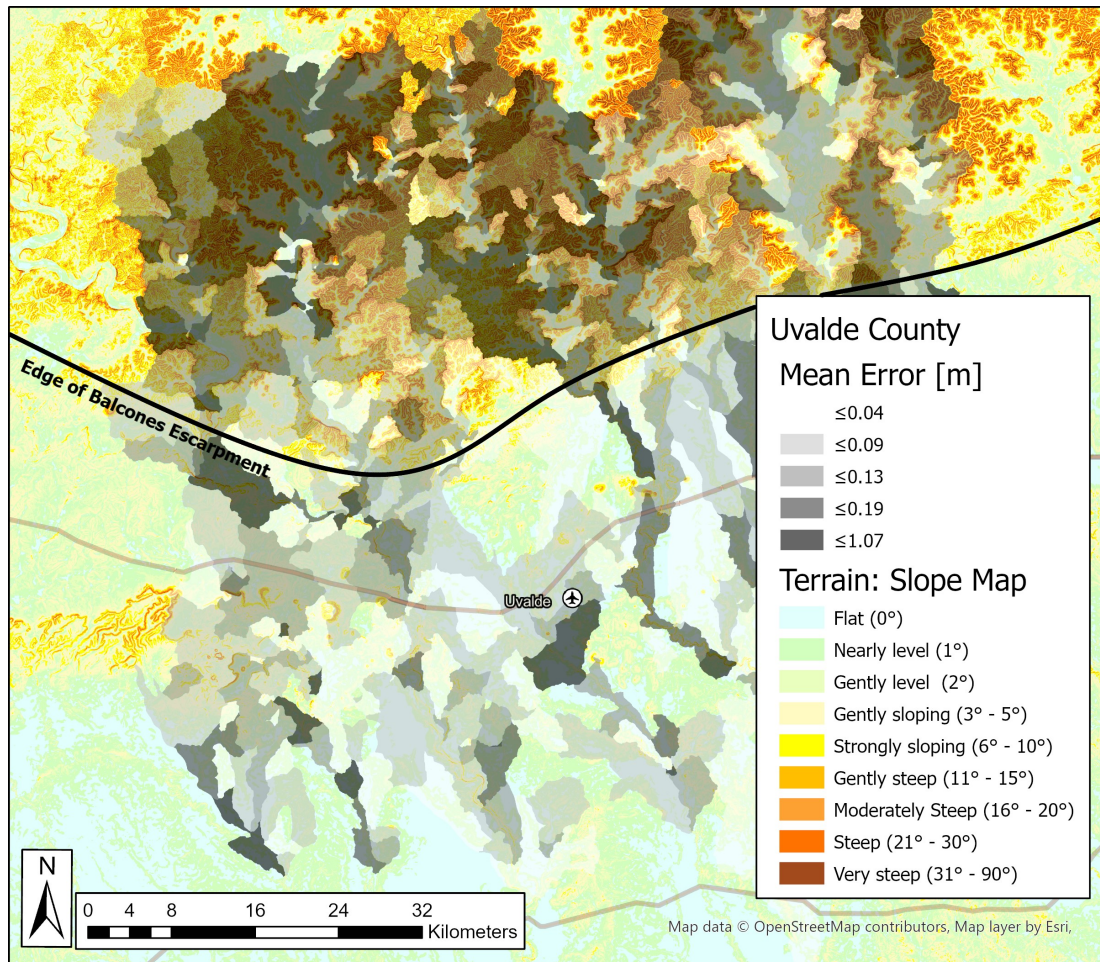 Edge of Balcones Escarpment
Uvalde
Uvalde County
Mean Error [m]
≤0.04
≤0.09
≤0.13
≤0.19
≤1.07
Terrain: Slope Map
Flat (0°)
Nearly level (1°)
Gently level (2°)
Gently sloping (3° - 5°)
Strongly sloping (6° - 10°)
Gently steep (11° - 15°)
Moderately Steep (16° - 20°)
Steep (21° - 30°)
Very steep (31° - 90°)
N
0 4 8 16 24 32
Kilometers
Map data © OpenStreetMap contributors, Map layer by Esri,